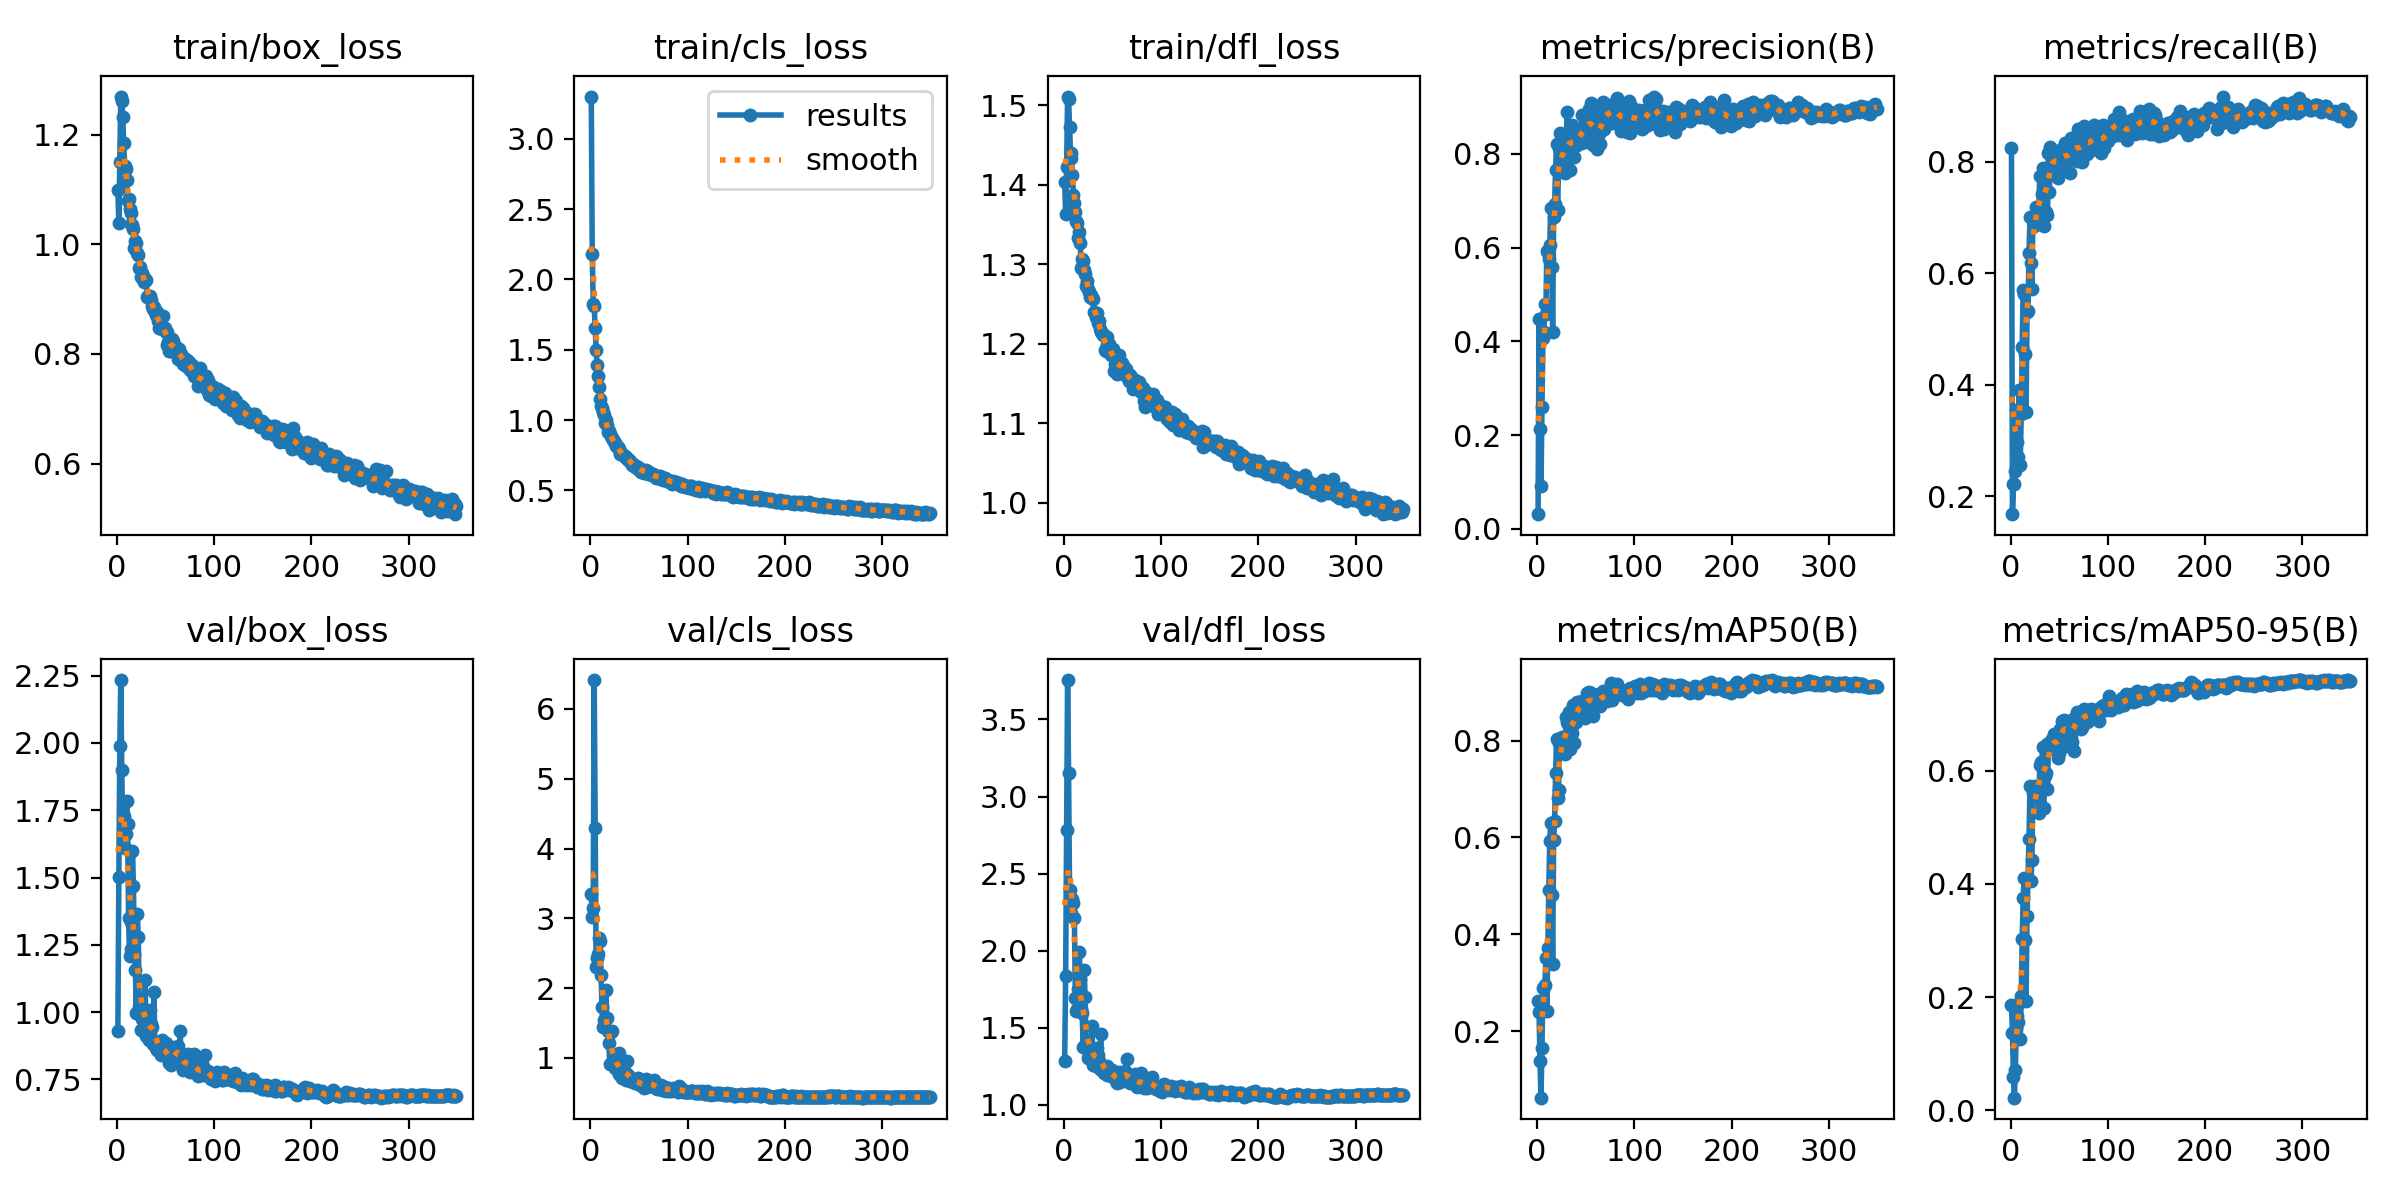 train/box_loss
1.2
1.0
0.8
0.6
0 100 200 300
train/cls_loss
results
smooth
3.0
2.5
2.0
1.5
1.0
0.5
0 100 200 300
train/dfl_loss
1.5
1.4
1.3
1.2
1.1
1.0
0 100 200 300
metrics/precision(B)
0.8
0.6
0.4
0.2
0.0
0 100 200 300
metrics/recall(B)
0.8
0.6
0.4
0.2
0 100 200 300
val/box_loss
2.25
2.00
1.75
1.50
1.25
1.00
0.75
0 100 200 300
val/cls_loss
6
5
4
3
2
1
0 100 200 300
val/dfl_loss
3.5
3.0
2.5
2.0
1.5
1.0
0 100 200 300
metrics/mAP50(B)
0.8
0.6
0.4
0.2
0 100 200 300
metrics/mAP50-95(B)
0.6
0.4
0.2
0.0
0 100 200 300